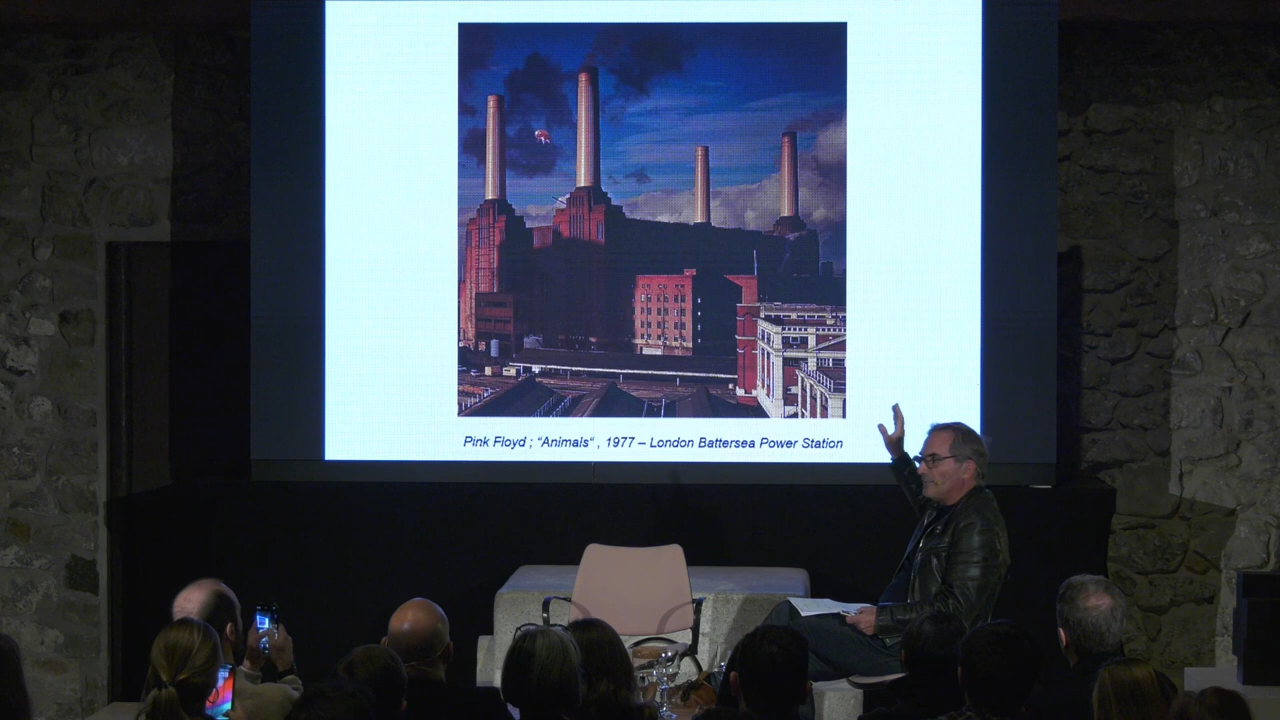 Pink Floyd ; "Animals" , 1977 – London Battersea Power Station